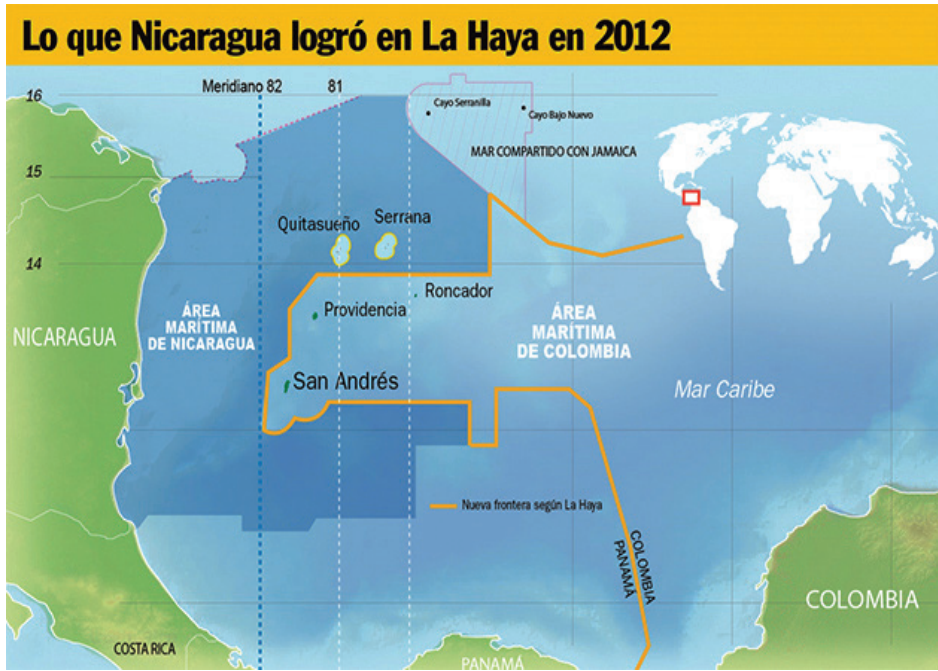 Lo que Nicaragua logró en La Haya en 2012
Meridiano 82
81
16
Cayo Serranilla
Cayo Bajo Nuevo
MAR COMPARTIDO CON JAMAICA
15
Quitasueño
Serrana
14
Roncador
Providencia
ÁREA
MARÍTIMA
DE NICARAGUA
ÁREA
MARÍTIMA
DE COLOMBIA
NICARAGUA
San Andrés
Mar Caribe
Nueva frontera según La Haya
COLOMBIA
PANAMÁ
COLOMBIA
COSTA RICA
PANAMÁ